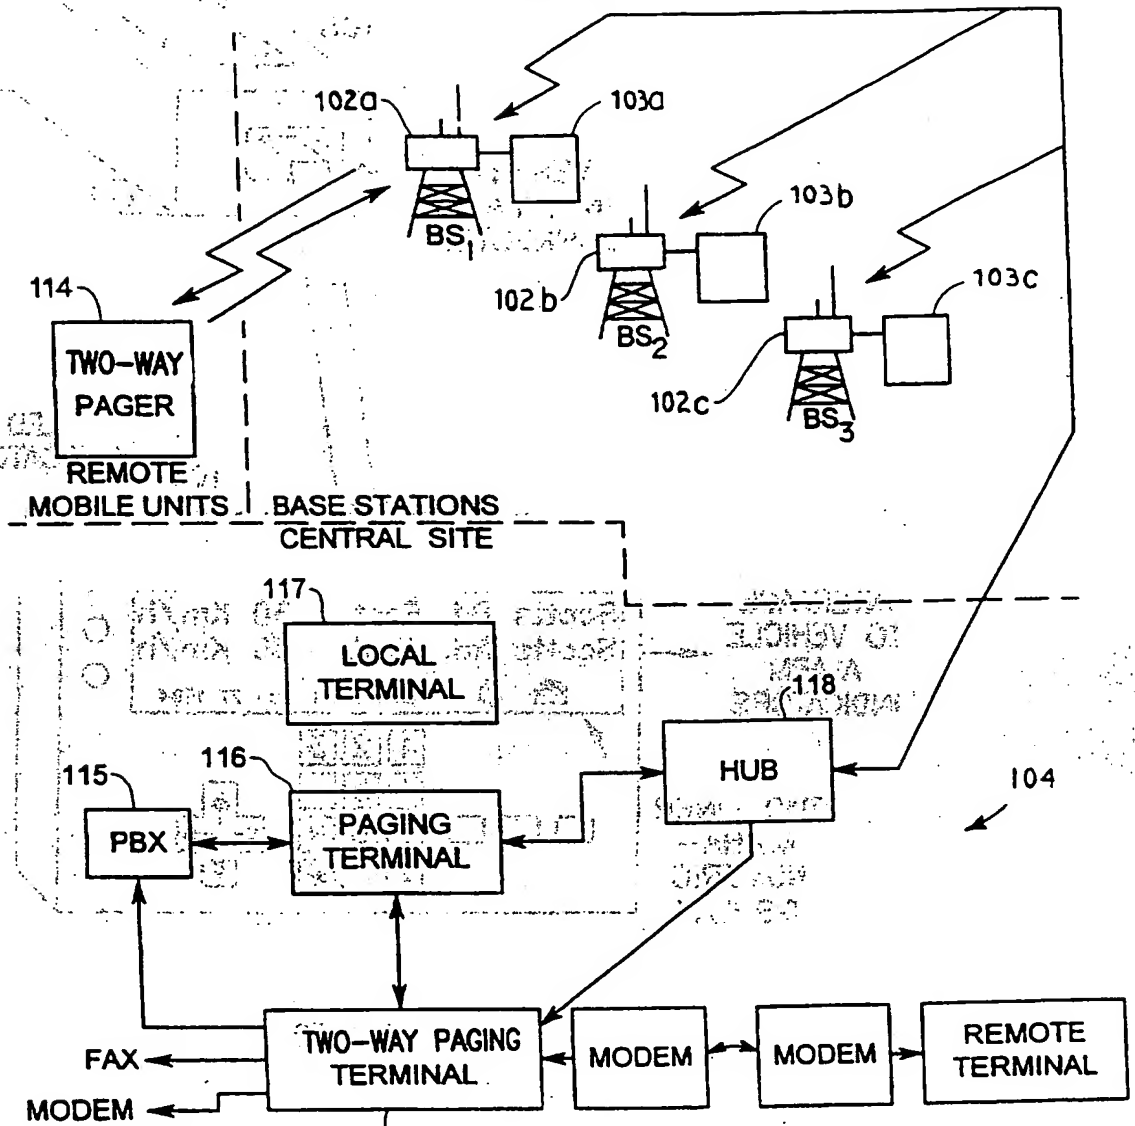 102a
103a
BS1
103b
102b
BS2
103c
102c
BS3
114
TWO-WAY
PAGER
REMOTE
MOBILE UNITS
BASE STATIONS
CENTRAL SITE
117
LOCAL
TERMINAL
118
HUB
104
115
PBX
116
PAGING
TERMINAL
TWO-WAY PAGING
TERMINAL
MODEM
MODEM
REMOTE
TERMINAL
FAX
MODEM